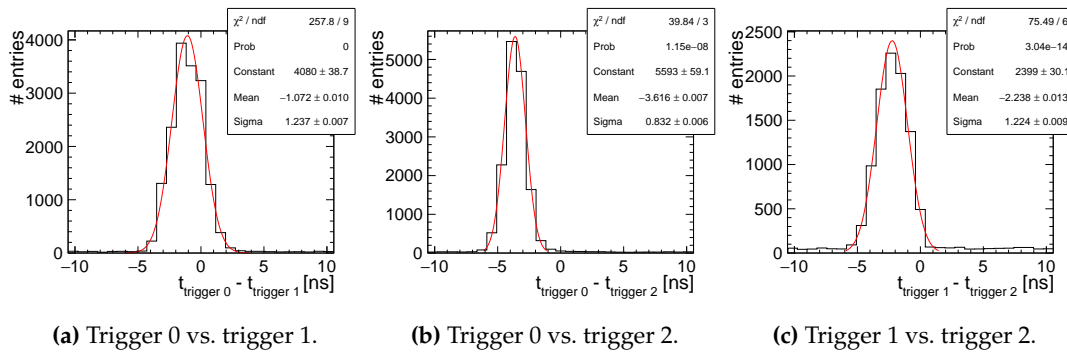 # entries
4000
3000
2000
1000
0
−10 −5 0 5 10
t trigger 0 - t trigger 1 [ns]
χ² / ndf 257.8 / 9
Prob 0
Constant 4080 ± 38.7
Mean −1.072 ± 0.010
Sigma 1.237 ± 0.007
(a) Trigger 0 vs. trigger 1.
# entries
5000
4000
3000
2000
1000
0
−10 −5 0 5 10
t trigger 0 - t trigger 2 [ns]
χ² / ndf 39.84 / 3
Prob 1.15e−08
Constant 5593 ± 59.1
Mean −3.616 ± 0.007
Sigma 0.832 ± 0.006
(b) Trigger 0 vs. trigger 2.
# entries
2500
2000
1500
1000
500
0
−10 −5 0 5 10
t trigger 1 - t trigger 2 [ns]
χ² / ndf 75.49 / 6
Prob 3.04e−14
Constant 2399 ± 30.1
Mean −2.238 ± 0.013
Sigma 1.224 ± 0.009
(c) Trigger 1 vs. trigger 2.